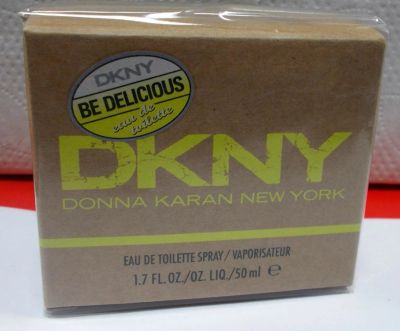 DKNY
BE DELICIOUS
eau de
toilette
DKNY
DONNA KARAN NEW YORK
EAU DE TOILETTE SPRAY/VAPORISATEUR
1.7 FL.OZ./OZ. LIQ./50 ml ℮